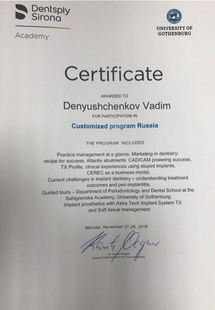 Dentsply
Sirona
Academy
UNIVERSITY OF
GOTHENBURG
Certificate
AWARDED TO
Denyushchenkov Vadim
FOR PARTICIPATION IN
Customized program Russia
THE PROGRAM INCLUDED
Practice management at a glance, Marketing in dentistry:
recipe for success, Atlantis abutments: CAD/CAM powering success,
TX Profile: clinical experiences using sloped implants,
CEREC as a business model,
Current challenges in implant dentistry – understanding treatment
outcomes and peri-implantitis,
Guided tours – Department of Periodontology and Dental School at the
Sahlgrenska Academy, University of Gothenburg,
Implant prosthetics with Astra Tech Implant System TX
and Soft tissue management
Mölndal, November 27-29, 2018